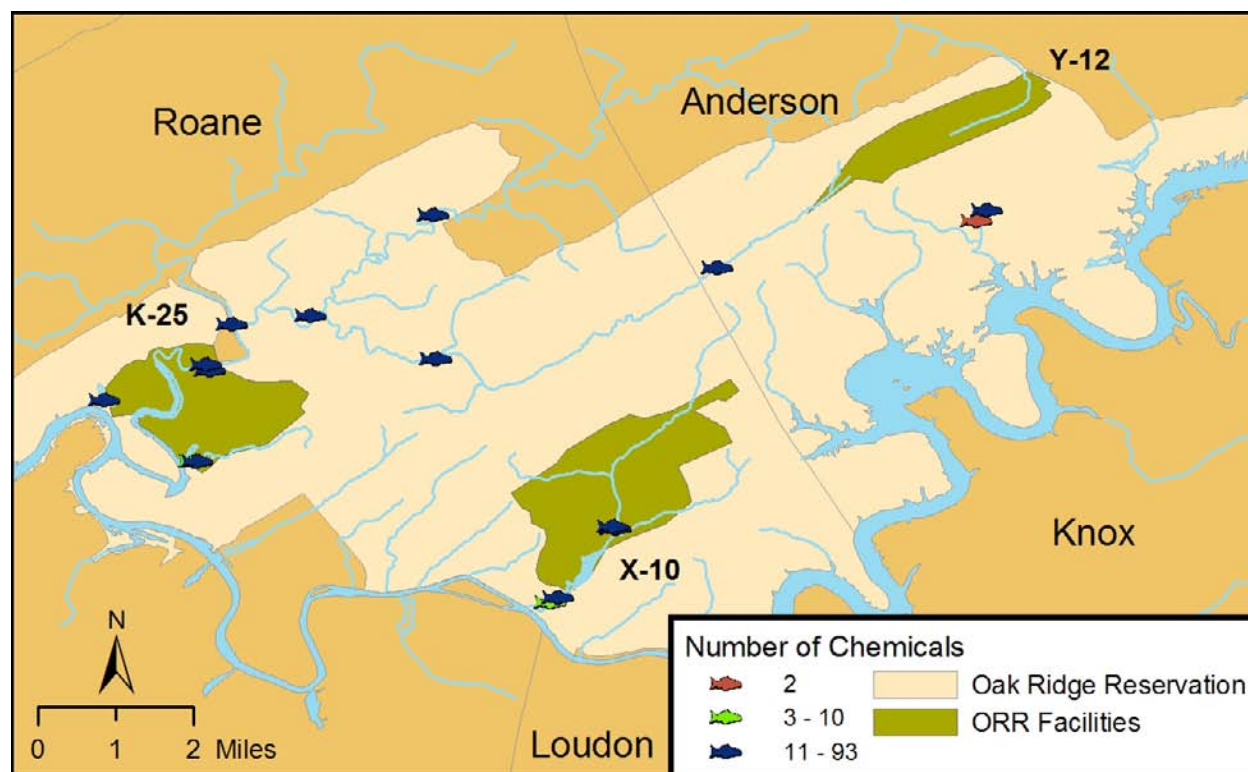 Y-12
Anderson
Roane
K-25
Knox
X-10
N
0 1 2 Miles
Loudon
Number of Chemicals
2
3 - 10
11 - 93
Oak Ridge Reservation
ORR Facilities